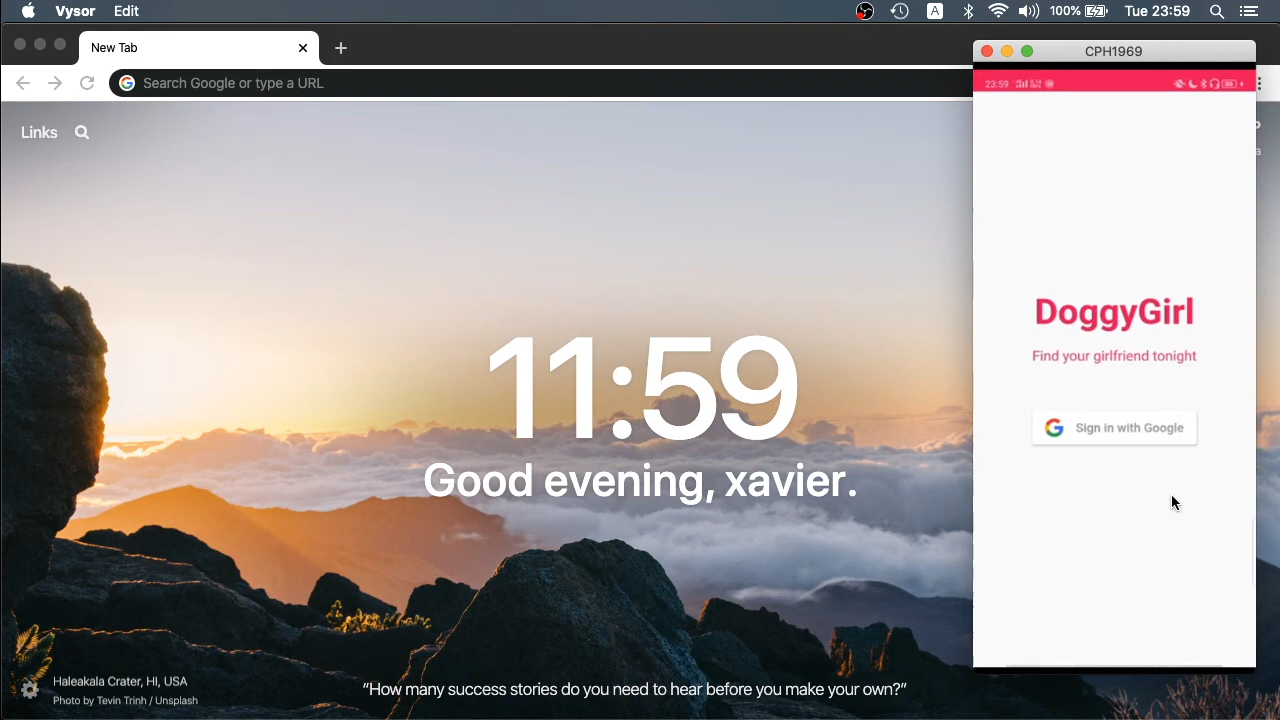 Vysor Edit
A 100% Tue 23:59
New Tab
CPH1969
Search Google or type a URL
23:59
Links
a
DoggyGirl
Find your girlfriend tonight
11:59
Sign in with Google
Good evening, xavier.
Haleakala Crater, HI, USA
Photo by Tevin Trinh / Unsplash
“How many success stories do you need to hear before you make your own?”